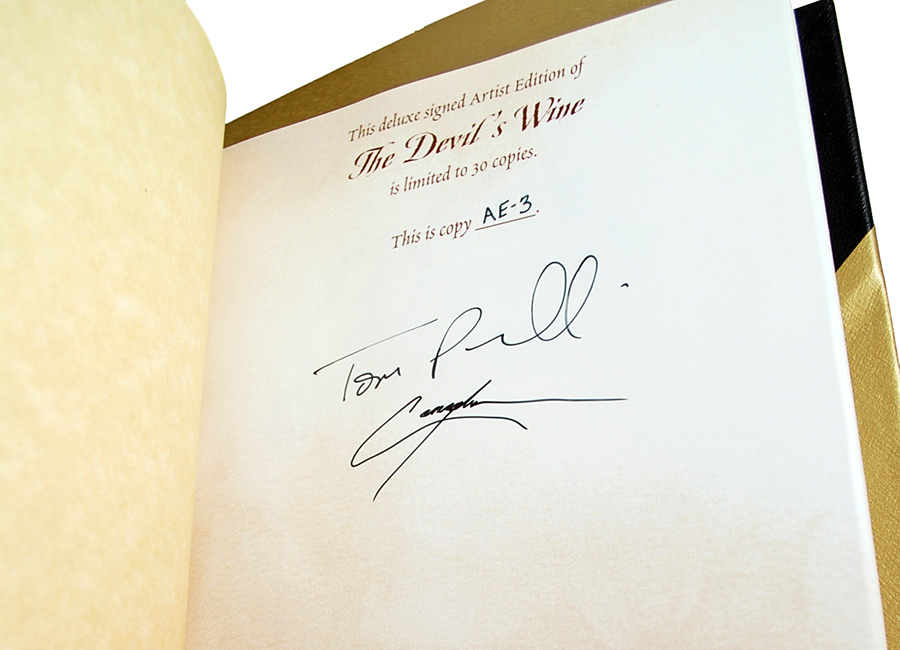 This deluxe signed Artist Edition of
The Devil's Wine
is limited to 30 copies.
This is copy AE-3.
Tom